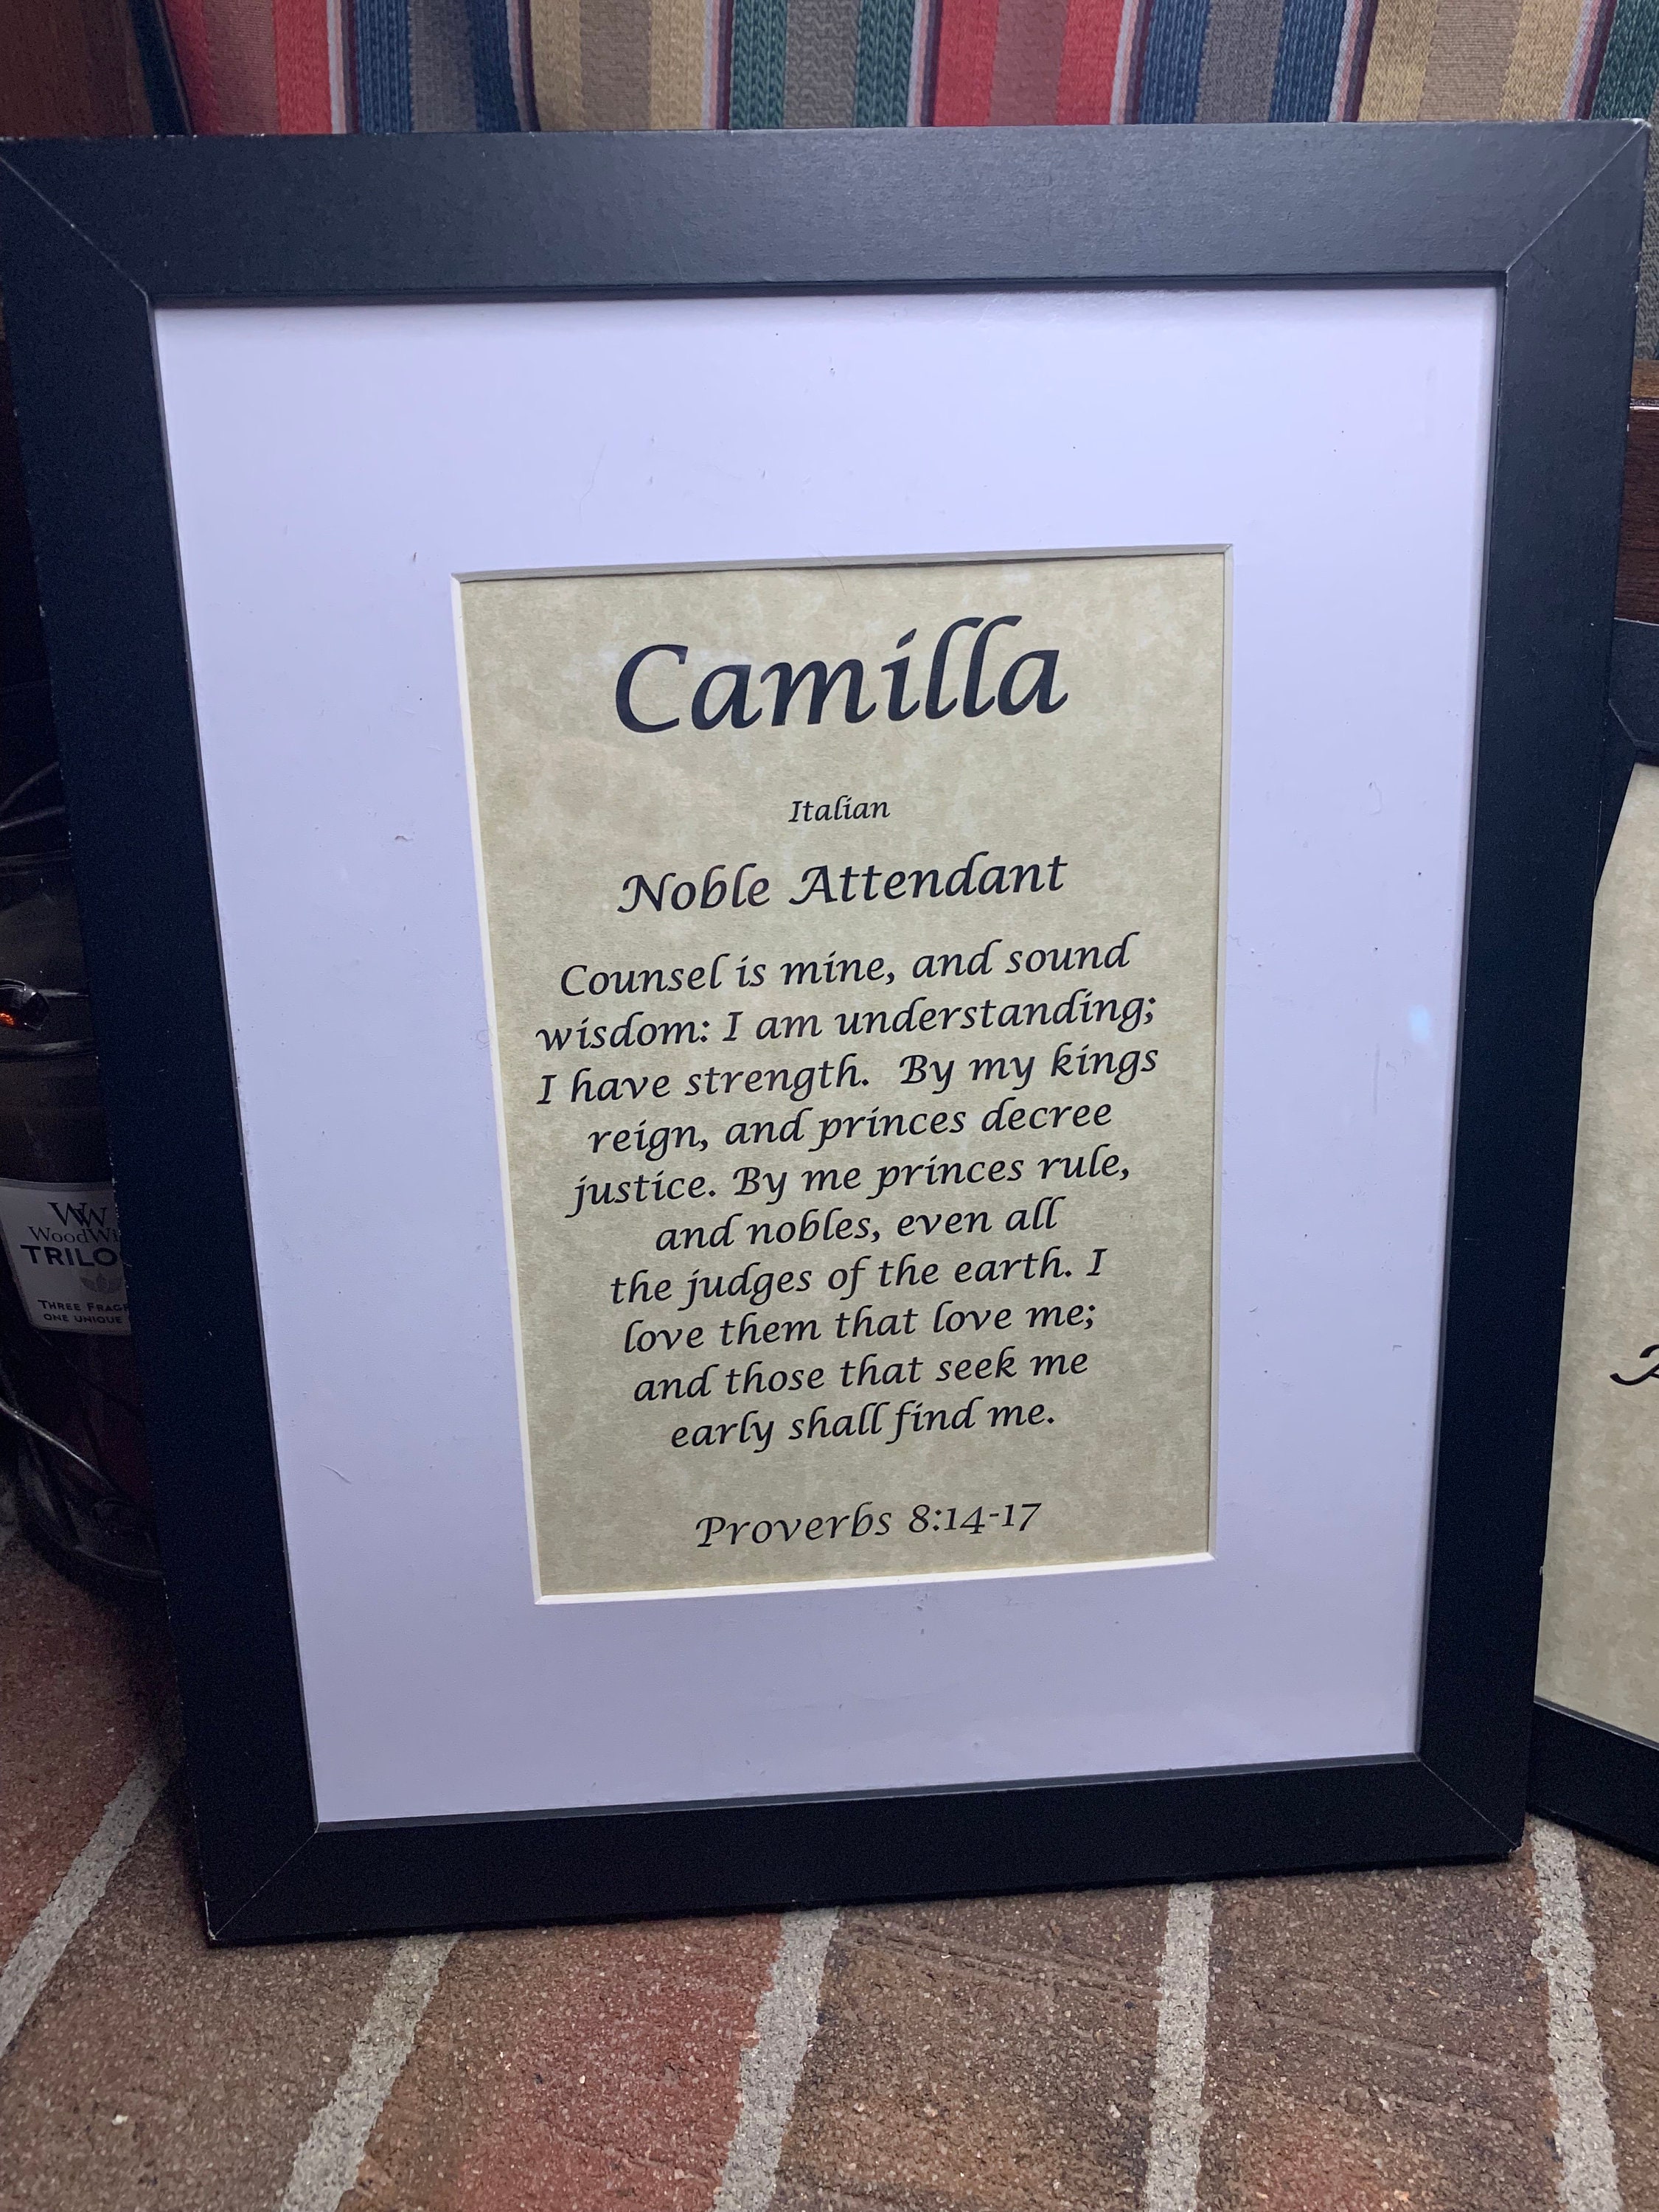 Camilla
Italian
Noble Attendant
Counsel is mine, and sound
wisdom: I am understanding;
I have strength.  By my kings
reign, and princes decree
justice. By me princes rule,
and nobles, even all
the judges of the earth. I
love them that love me;
and those that seek me
early shall find me.
Proverbs 8:14-17
WW
TRILO
THREE
ONE UNIQUE